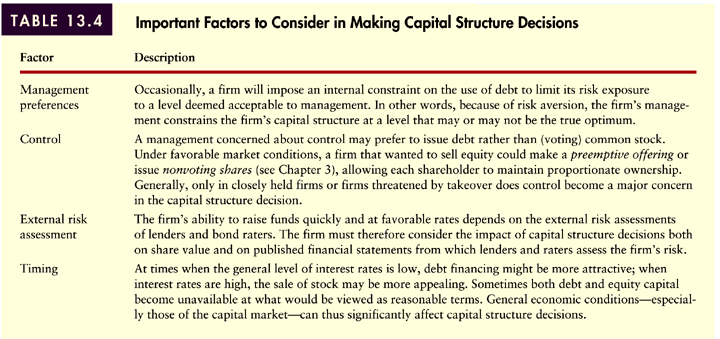 TABLE 13.4 Important Factors to Consider in Making Capital Structure Decisions
Factor Description
Management Occasionally, a firm will impose an internal constraint on the use of debt to limit its risk exposure
preferences to a level deemed acceptable to management. In other words, because of risk aversion, the firm's manage-
ment constrains the firm's capital structure at a level that may or may not be the true optimum.
Control A management concerned about control may prefer to issue debt rather than (voting) common stock.
Under favorable market conditions, a firm that wanted to sell equity could make a preemptive offering or
issue nonvoting shares (see Chapter 3), allowing each shareholder to maintain proportionate ownership.
Generally, only in closely held firms or firms threatened by takeover does control become a major concern
in the capital structure decision.
External risk The firm's ability to raise funds quickly and at favorable rates depends on the external risk assessments
assessment of lenders and bond raters. The firm must therefore consider the impact of capital structure decisions both
on share value and on published financial statements from which lenders and raters assess the firm's risk.
Timing At times when the general level of interest rates is low, debt financing might be more attractive; when
interest rates are high, the sale of stock may be more appealing. Sometimes both debt and equity capital
become unavailable at what would be viewed as reasonable terms. General economic conditions—especial-
ly those of the capital market—can thus significantly affect capital structure decisions.